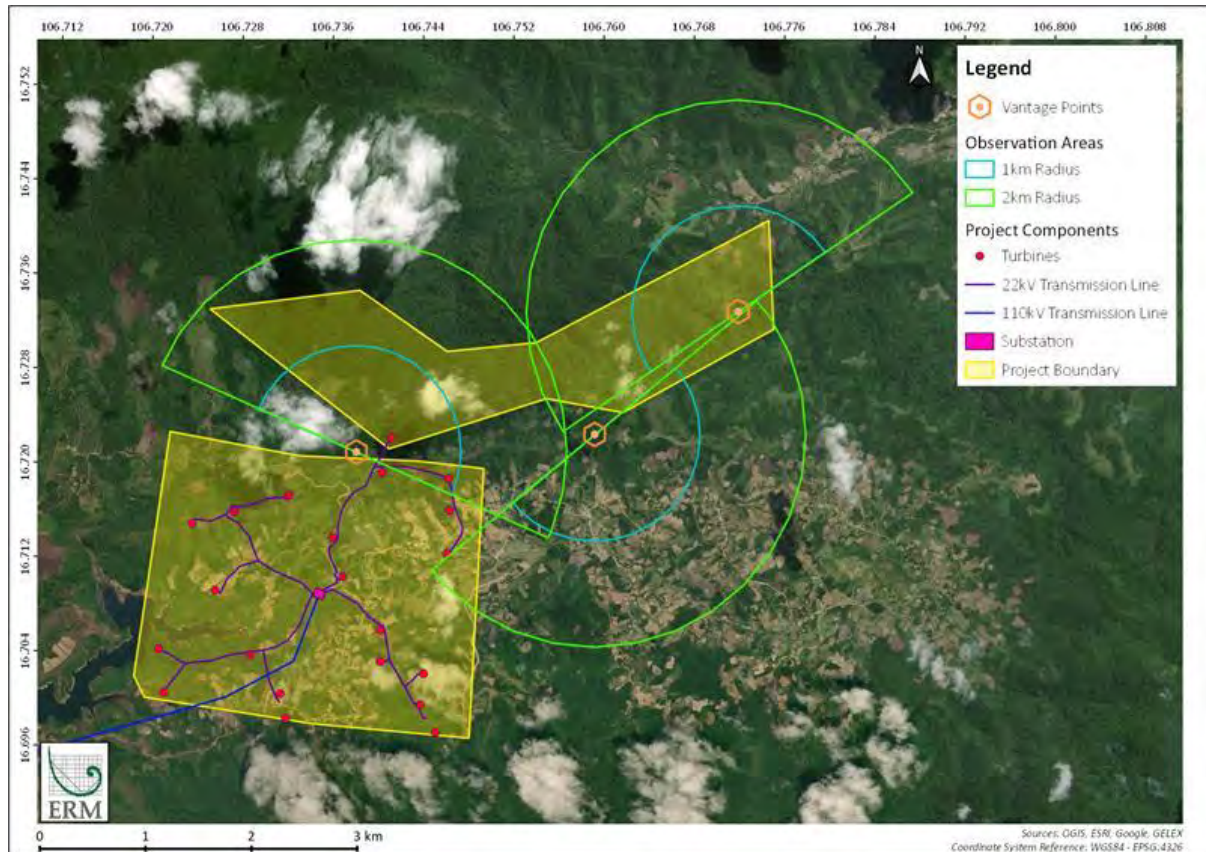 106.712 106.720 106.728 106.736 106.744 106.752 106.760 106.768 106.776 106.784 106.792 106.800 106.808
16.752
16.744
16.736
16.728
16.720
16.712
16.704
16.696
N
Legend
Vantage Points
Observation Areas
1km Radius
2km Radius
Project Components
Turbines
22kV Transmission Line
110kV Transmission Line
Substation
Project Boundary
ERM
0 1 2 3 km
Sources: QGIS, ESRI, Google, GELEX
Coordinate System Reference: WGS84 - EPSG:4326